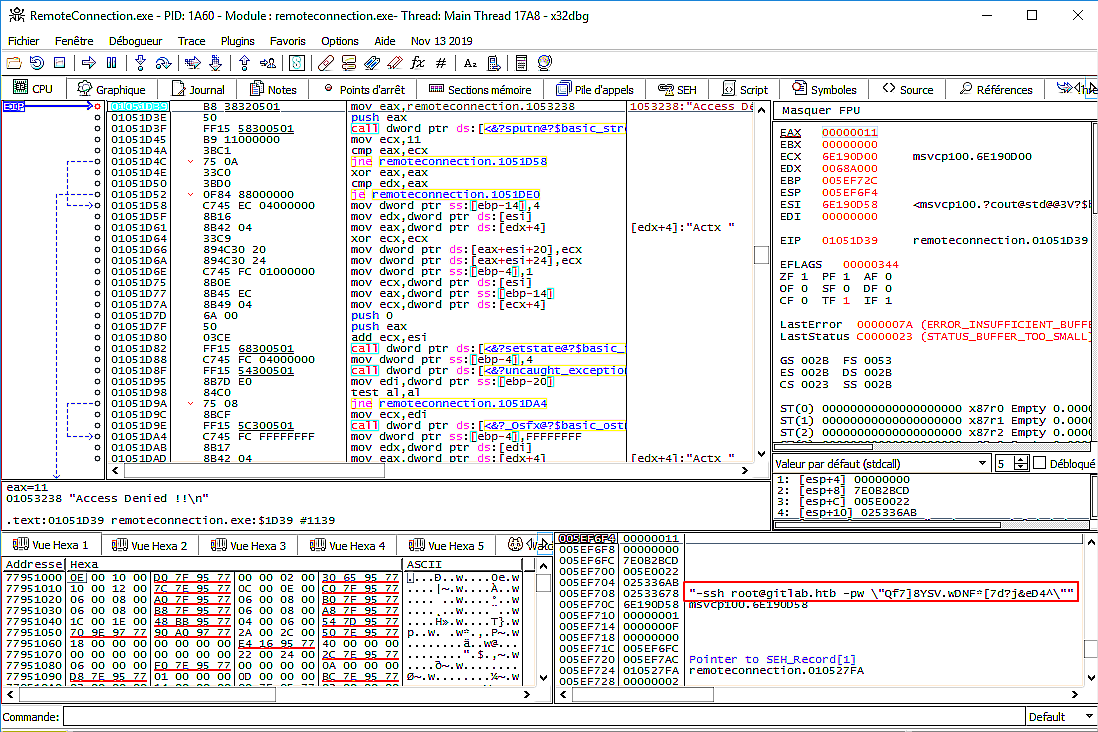 RemoteConnection.exe - PID: 1A60 - Module : remoteconnection.exe- Thread: Main Thread 17A8 - x32dbg
Fichier Fenêtre Débogueur Trace Plugins Favoris Options Aide Nov 13 2019
CPU Graphique Journal Notes Points d'arrêt Sections mémoire Pile d'appels SEH Script Symboles Source Références
EIP
01051D39 B8 38320501 mov eax,remoteconnection.1053238 1053238:"Access De
01051D3E 50 push eax
01051D3F FF15 58300501 call dword ptr ds:[<&?sputn@?$basic_stre
01051D45 B9 11000000 mov ecx,11
01051D4A 3BC1 cmp eax,ecx
01051D4C 75 0A jne remoteconnection.1051D58
01051D4E 33C0 xor eax,eax
01051D50 3BD0 cmp edx,eax
01051D52 0F84 88000000 je remoteconnection.1051DE0
01051D58 C745 EC 04000000 mov dword ptr ss:[ebp-14],4
01051D5F 8B16 mov edx,dword ptr ds:[esi]
01051D61 8B42 04 mov eax,dword ptr ds:[edx+4] [edx+4]:"Actx "
01051D64 33C9 xor ecx,ecx
01051D66 894C30 20 mov dword ptr ds:[eax+esi+20],ecx
01051D6A 894C30 24 mov dword ptr ds:[eax+esi+24],ecx
01051D6E C745 FC 01000000 mov dword ptr ss:[ebp-4],1
01051D75 8B0E mov ecx,dword ptr ds:[esi]
01051D77 8B45 EC mov eax,dword ptr ss:[ebp-14]
01051D7A 8B49 04 mov ecx,dword ptr ds:[ecx+4]
01051D7D 6A 00 push 0
01051D7F 50 push eax
01051D80 03CE add ecx,esi
01051D82 FF15 68300501 call dword ptr ds:[<&?setstate@?$basic_
01051D88 C745 FC 04000000 mov dword ptr ss:[ebp-4],4
01051D8F FF15 54300501 call dword ptr ds:[<&?uncaught_exception
01051D95 8B7D E0 mov edi,dword ptr ss:[ebp-20]
01051D98 84C0 test al,al
01051D9A 75 08 jne remoteconnection.1051DA4
01051D9C 8BCF mov ecx,edi
01051D9E FF15 5C300501 call dword ptr ds:[<&?_Osfx@?$basic_ostr
01051DA4 C745 FC FFFFFFFF mov dword ptr ss:[ebp-4],FFFFFFFF
01051DAB 8B17 mov edx,dword ptr ds:[edi]
01051DAD 8B42 04 mov eax,dword ptr ds:[edx+4] [edx+4]:"Actx "
Masquer FPU
EAX 00000011
EBX 00000000
ECX 6E190D00 msvcp100.6E190D00
EDX 0068A000
EBP 005EF72C
ESP 005EF6F4
ESI 6E190D58 <msvcp100.?cout@std@@3V?$b
EDI 00000000
EIP 01051D39 remoteconnection.01051D39
EFLAGS 00000344
ZF 1 PF 1 AF 0
OF 0 SF 0 DF 0
CF 0 TF 1 IF 1
LastError 0000007A (ERROR_INSUFFICIENT_BUFFE
LastStatus C0000023 (STATUS_BUFFER_TOO_SMALL)
GS 002B FS 0053
ES 002B DS 002B
CS 0023 SS 002B
ST(0) 00000000000000000000 x87r0 Empty 0.000
ST(1) 00000000000000000000 x87r1 Empty 0.000
ST(2) 00000000000000000000 x87r2 Empty 0.000
Valeur par défaut (stdcall) 5 Débloqué
1: [esp+4] 00000000
2: [esp+8] 7E0B2BCD
3: [esp+C] 005E0022
4: [esp+10] 025336AB
eax=11
01053238 "Access Denied !!\n"
.text:01051D39 remoteconnection.exe:$1D39 #1139
Vue Hexa 1 Vue Hexa 2 Vue Hexa 3 Vue Hexa 4 Vue Hexa 5
Addresse Hexa ASCII
77951000 0E 00 10 00 D0 7F 95 77 00 00 02 00 30 65 95 77
77951010 10 00 12 00 7C 7E 95 77 0C 00 0E 00 C0 7F 95 77
77951020 06 00 08 00 A0 7F 95 77 06 00 08 00 B0 7F 95 77
77951030 06 00 08 00 B8 7F 95 77 06 00 08 00 A8 7F 95 77
77951040 1C 00 1E 00 48 BB 95 77 04 00 06 00 54 7D 95 77
77951050 70 9E 97 77 90 A0 97 77 2A 00 2C 00 50 7E 95 77
77951060 18 00 00 00 00 00 00 00 E4 16 95 77 40 00 00 00
77951070 00 00 00 00 00 00 00 00 22 00 24 00 2C 7E 95 77
77951080 06 00 00 00 F0 7E 95 77 00 00 00 00 0A 00 00 00
77951090 D8 7E 95 77 01 00 00 00 0D 00 00 00 BC 7E 95 77
005EF6F4 00000011
005EF6F8 00000000
005EF6FC 7E0B2BCD
005EF700 005E0022
005EF704 025336AB
005EF708 02533678 "-ssh root@gitlab.htb -pw \"Qf7]8YSV.wDNF*[7d?j&eD4^\""
005EF70C 6E190D58 msvcp100.6E190D58
005EF710 00000001
005EF714 0000000F
005EF718 00000000
005EF71C 005EF6FC
005EF720 005EF7AC Pointer to SEH_Record[1]
005EF724 010527FA remoteconnection.010527FA
005EF728 00000002
Commande: Default